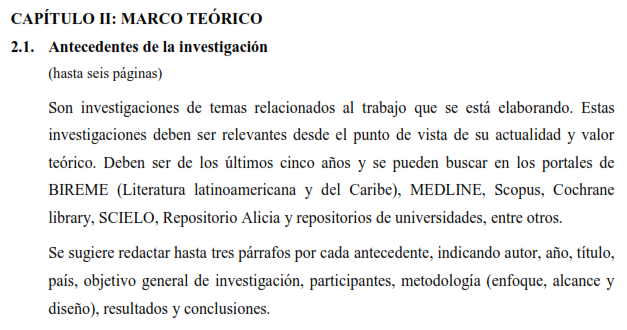 CAPÍTULO II: MARCO TEÓRICO
2.1. Antecedentes de la investigación
(hasta seis páginas)
Son investigaciones de temas relacionados al trabajo que se está elaborando. Estas
investigaciones deben ser relevantes desde el punto de vista de su actualidad y valor
teórico. Deben ser de los últimos cinco años y se pueden buscar en los portales de
BIREME (Literatura latinoamericana y del Caribe), MEDLINE, Scopus, Cochrane
library, SCIELO, Repositorio Alicia y repositorios de universidades, entre otros.
Se sugiere redactar hasta tres párrafos por cada antecedente, indicando autor, año, título,
país, objetivo general de investigación, participantes, metodología (enfoque, alcance y
diseño), resultados y conclusiones.